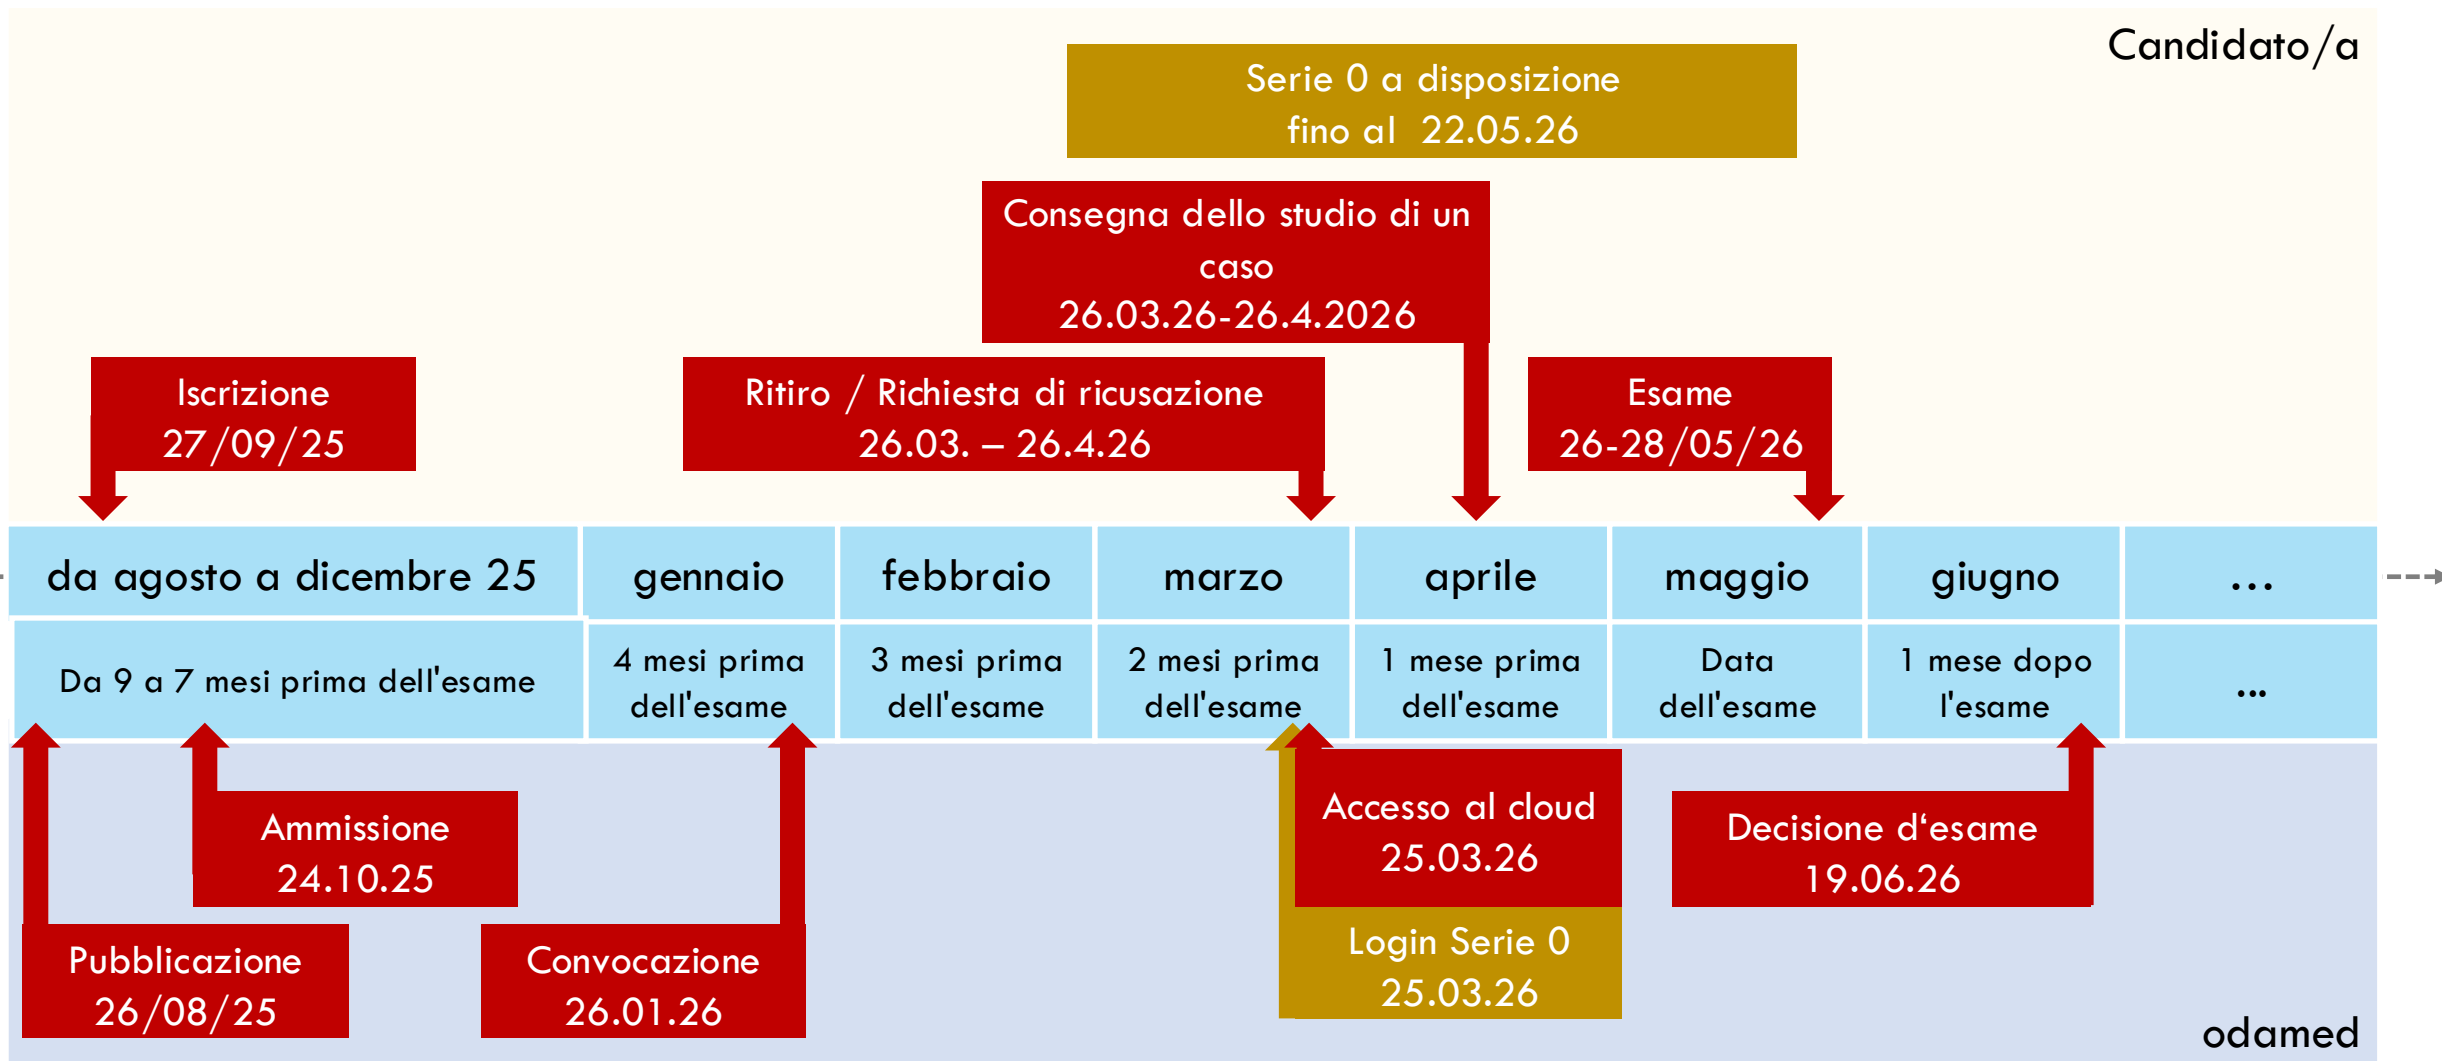 Candidato/a
Serie 0 a disposizione
fino al 22.05.26
Consegna dello studio di un
caso
26.03.26-26.4.2026
Iscrizione
27/09/25
Ritiro / Richiesta di ricusazione
26.03. – 26.4.26
Esame
26-28/05/26
da agosto a dicembre 25
gennaio
febbraio
marzo
aprile
maggio
giugno
...
Da 9 a 7 mesi prima dell'esame
4 mesi prima
dell'esame
3 mesi prima
dell'esame
2 mesi prima
dell'esame
1 mese prima
dell'esame
Data
dell'esame
1 mese dopo
l'esame
...
Ammissione
24.10.25
Accesso al cloud
25.03.26
Decisione d‘esame
19.06.26
Pubblicazione
26/08/25
Convocazione
26.01.26
Login Serie 0
25.03.26
odamed